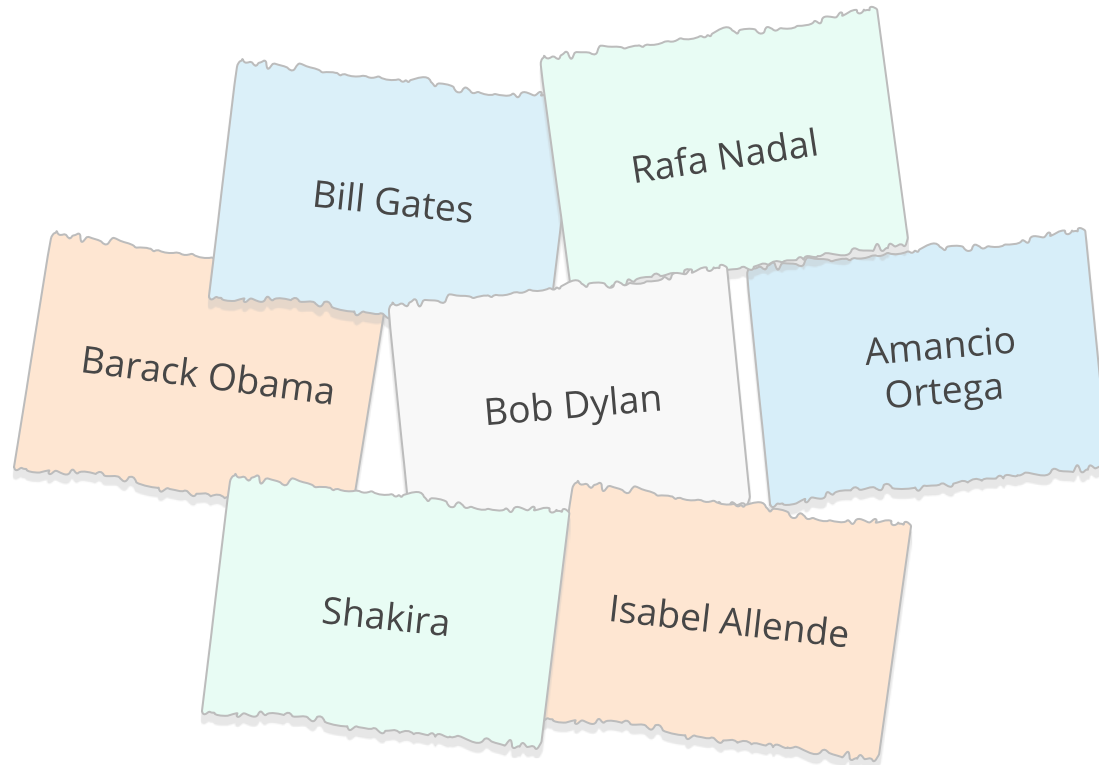 Rafa Nadal
Bill Gates
Barack Obama
Bob Dylan
Amancio
Ortega
Shakira
Isabel Allende